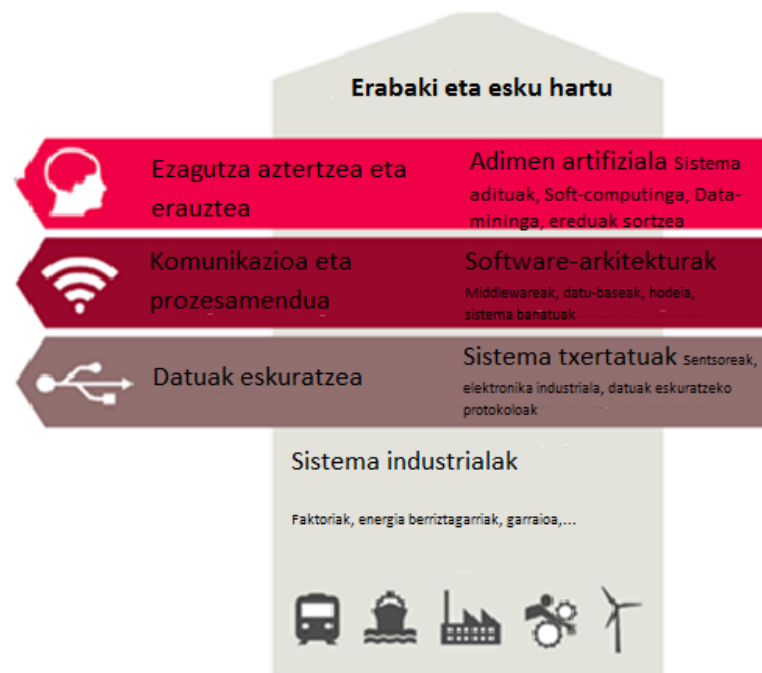 Erabaki eta esku hartu
Ezagutza aztertzea eta
erauztea
Adimen artifiziala Sistema
adituak, Soft-computinga, Data-
mininga, ereduak sortzea
Komunikazioa eta
prozesamendua
Software-arkitekturak
Middlewareak, datu-baseak, hodeia,
sistema banatuak
Datuak eskuratzea
Sistema txertatuak Sentsoreak,
elektronika industriala, datuak eskuratzeko
protokoloak
Sistema industrialak
Faktoriak, energia berriztagarriak, garraioa,...